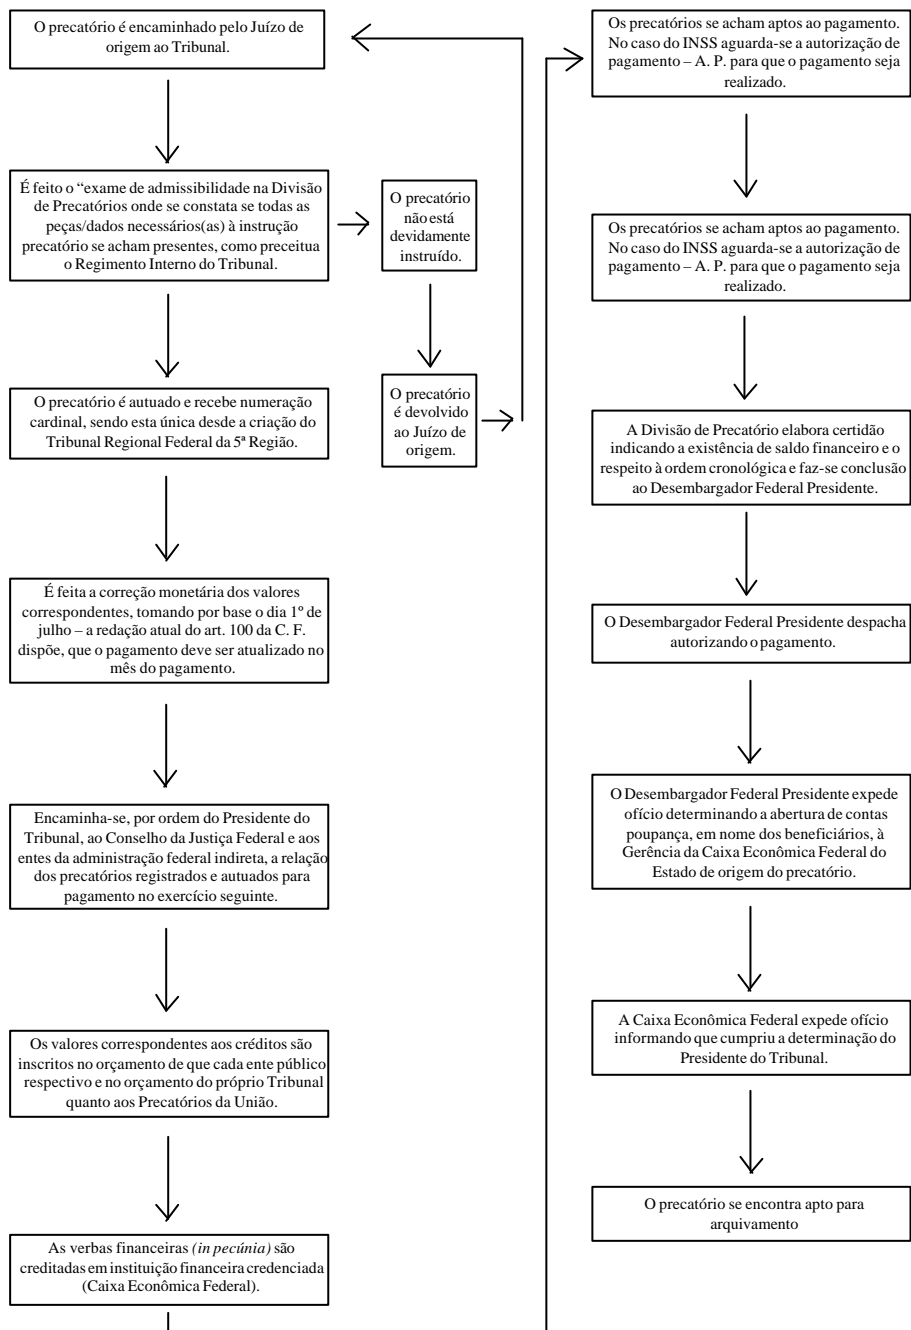 O precatório é encaminhado pelo Juízo de
origem ao Tribunal.
É feito o “exame de admissibilidade na Divisão
de Precatórios onde se constata se todas as
peças/dados necessários(as) à instrução
precatório se acham presentes, como preceitua
o Regimento Interno do Tribunal.
O precatório
não está
devidamente
instruído.
O precatório
é devolvido
ao Juízo de
origem.
O precatório é autuado e recebe numeração
cardinal, sendo esta única desde a criação do
Tribunal Regional Federal da 5ª Região.
É feita a correção monetária dos valores
correspondentes, tomando por base o dia 1º de
julho – a redação atual do art. 100 da C. F.
dispõe, que o pagamento deve ser atualizado no
mês do pagamento.
Encaminha-se, por ordem do Presidente do
Tribunal, ao Conselho da Justiça Federal e aos
entes da administração federal indireta, a relação
dos precatórios registrados e autuados para
pagamento no exercício seguinte.
Os valores correspondentes aos créditos são
inscritos no orçamento de que cada ente público
respectivo e no orçamento do próprio Tribunal
quanto aos Precatórios da União.
As verbas financeiras (in pecúnia) são
creditadas em instituição financeira credenciada
(Caixa Econômica Federal).
Os precatórios se acham aptos ao pagamento.
No caso do INSS aguarda-se a autorização de
pagamento – A. P. para que o pagamento seja
realizado.
Os precatórios se acham aptos ao pagamento.
No caso do INSS aguarda-se a autorização de
pagamento – A. P. para que o pagamento seja
realizado.
A Divisão de Precatório elabora certidão
indicando a existência de saldo financeiro e o
respeito à ordem cronológica e faz-se conclusão
ao Desembargador Federal Presidente.
O Desembargador Federal Presidente despacha
autorizando o pagamento.
O Desembargador Federal Presidente expede
ofício determinando a abertura de contas
poupança, em nome dos beneficiários, à
Gerência da Caixa Econômica Federal do
Estado de origem do precatório.
A Caixa Econômica Federal expede ofício
informando que cumpriu a determinação do
Presidente do Tribunal.
O precatório se encontra apto para
arquivamento